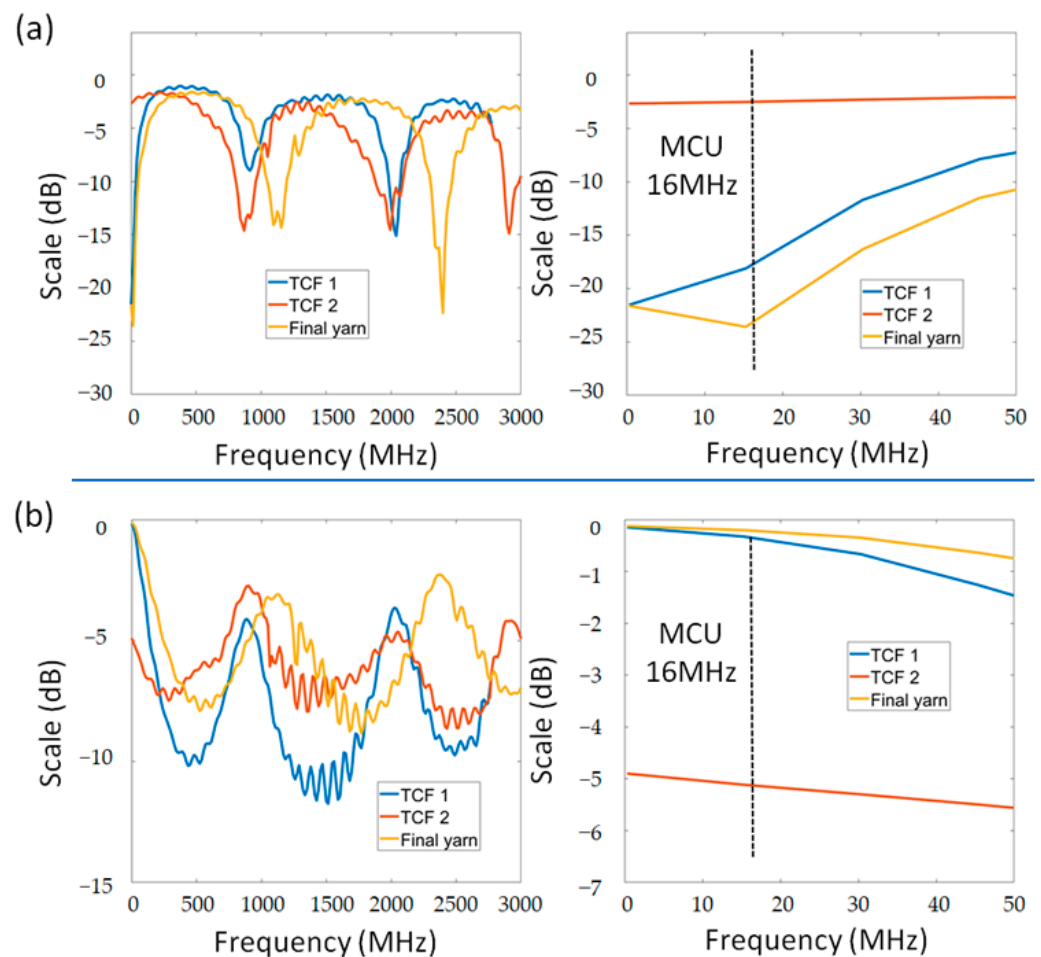 (a)
0
−5
−10
−15
−20
−25
−30
Scale (dB)
TCF 1
TCF 2
Final yarn
0 500 1000 1500 2000 2500 3000
Frequency (MHz)
0
−5
−10
−15
−20
−25
−30
Scale (dB)
MCU
16MHz
TCF 1
TCF 2
Final yarn
0 10 20 30 40 50
Frequency (MHz)
(b)
0
−5
−10
−15
Scale (dB)
TCF 1
TCF 2
Final yarn
0 500 1000 1500 2000 2500 3000
Frequency (MHz)
0
−1
−2
−3
−4
−5
−6
−7
Scale (dB)
MCU
16MHz
TCF 1
TCF 2
Final yarn
0 10 20 30 40 50
Frequency (MHz)